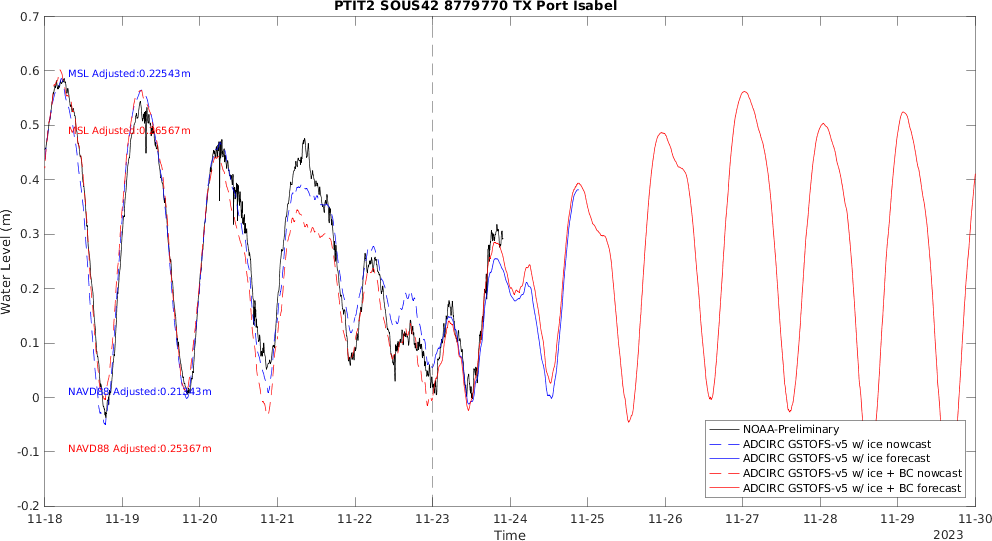 PTIT2 SOUS42 8779770 TX Port Isabel
0.7
0.6
0.5
0.4
0.3
0.2
0.1
0
-0.1
-0.2
Water Level (m)
MSL Adjusted:0.22543m
MSL Adjusted:0.26567m
NAVD88 Adjusted:0.21343m
NAVD88 Adjusted:0.25367m
NOAA-Preliminary
ADCIRC GSTOFS-v5 w/ ice nowcast
ADCIRC GSTOFS-v5 w/ ice forecast
ADCIRC GSTOFS-v5 w/ ice + BC nowcast
ADCIRC GSTOFS-v5 w/ ice + BC forecast
11-18 11-19 11-20 11-21 11-22 11-23 11-24 11-25 11-26 11-27 11-28 11-29 11-30
Time
2023